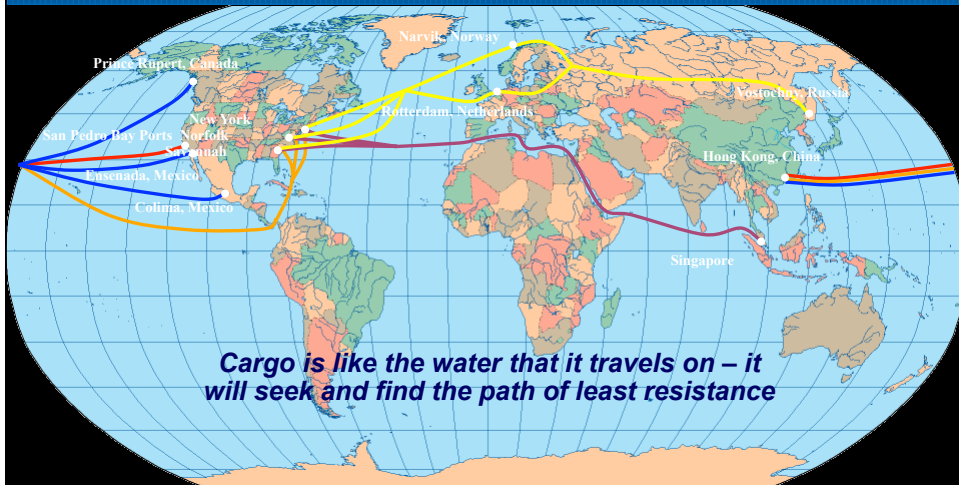 Narvik, Norway
Prince Rupert, Canada
Vostochny, Russia
Rotterdam, Netherlands
New York
San Pedro Bay Ports Norfolk
Savannah
Hong Kong, China
Ensenada, Mexico
Colima, Mexico
Singapore
Cargo is like the water that it travels on – it
will seek and find the path of least resistance